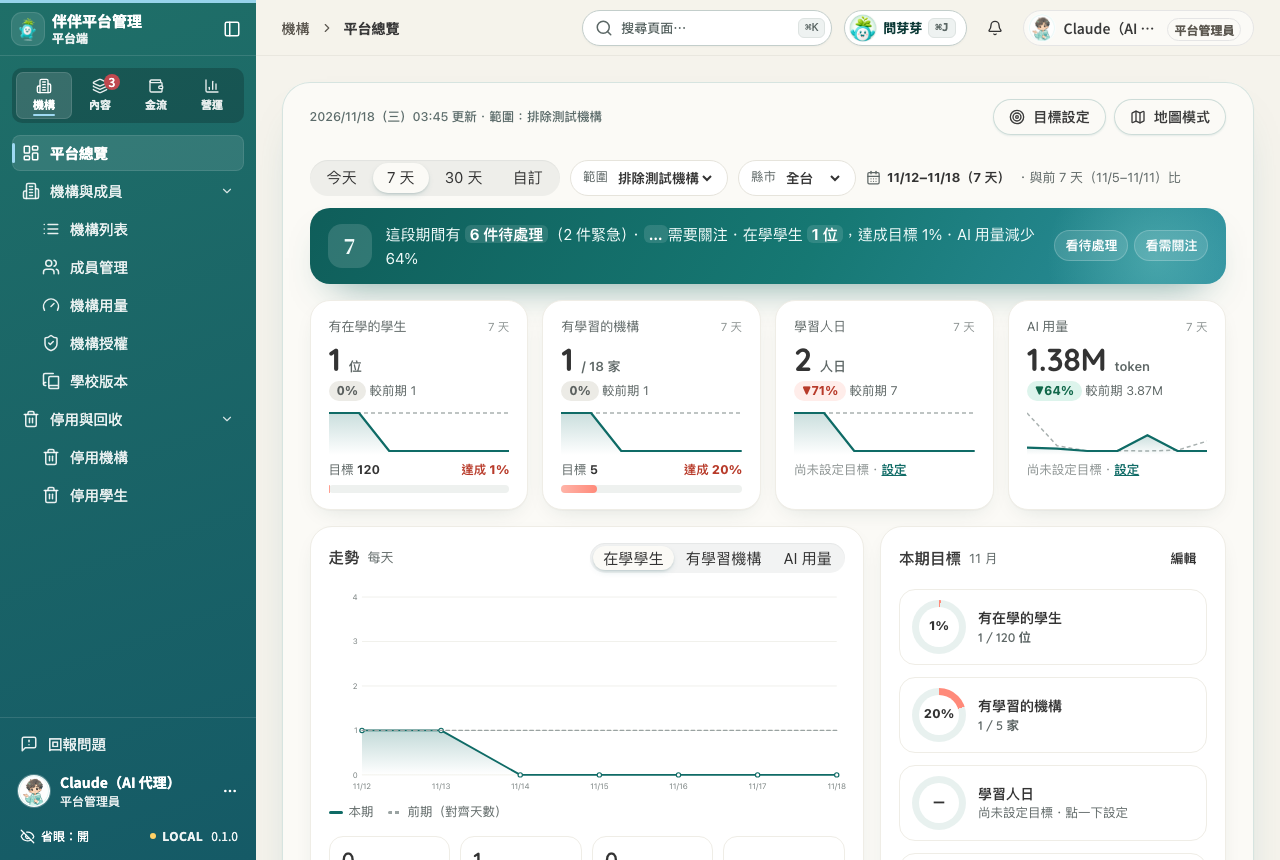 伴伴平台管理
平台端
機構
內容
3
金流
營運
平台總覽
機構與成員
機構列表
成員管理
機構用量
機構授權
學校版本
停用與回收
停用機構
停用學生
回報問題
Claude（AI 代理）
平台管理員
省眼：開
LOCAL 0.1.0
機構 > 平台總覽
搜尋頁面… ⌘K
問芽芽 ⌘J
Claude（AI … 平台管理員
2026/11/18（三）03:45 更新 · 範圍：排除測試機構
目標設定
地圖模式
今天 7 天 30 天 自訂
範圍 排除測試機構
縣市 全台
11/12–11/18（7 天） · 與前 7 天（11/5–11/11）比
7
這段期間有 6 件待處理（2 件緊急）· …需要關注 · 在學學生 1 位，達成目標 1% · AI 用量減少
64%
看待處理
看需關注
有在學的學生 7 天
1 位
0% 較前期 1
目標 120 達成 1%
有學習的機構 7 天
1 / 18 家
0% 較前期 1
目標 5 達成 20%
學習人日 7 天
2 人日
▼71% 較前期 7
尚未設定目標 · 設定
AI 用量 7 天
1.38M token
▼64% 較前期 3.87M
尚未設定目標 · 設定
走勢 每天
在學學生 有學習機構 AI 用量
4
3
2
1
0
11/12 11/13 11/14 11/15 11/16 11/17 11/18
本期 前期（對齊天數）
0 1 0
本期目標 11 月
編輯
1%
有在學的學生
1 / 120 位
20%
有學習的機構
1 / 5 家
–
學習人日
尚未設定目標 · 點一下設定